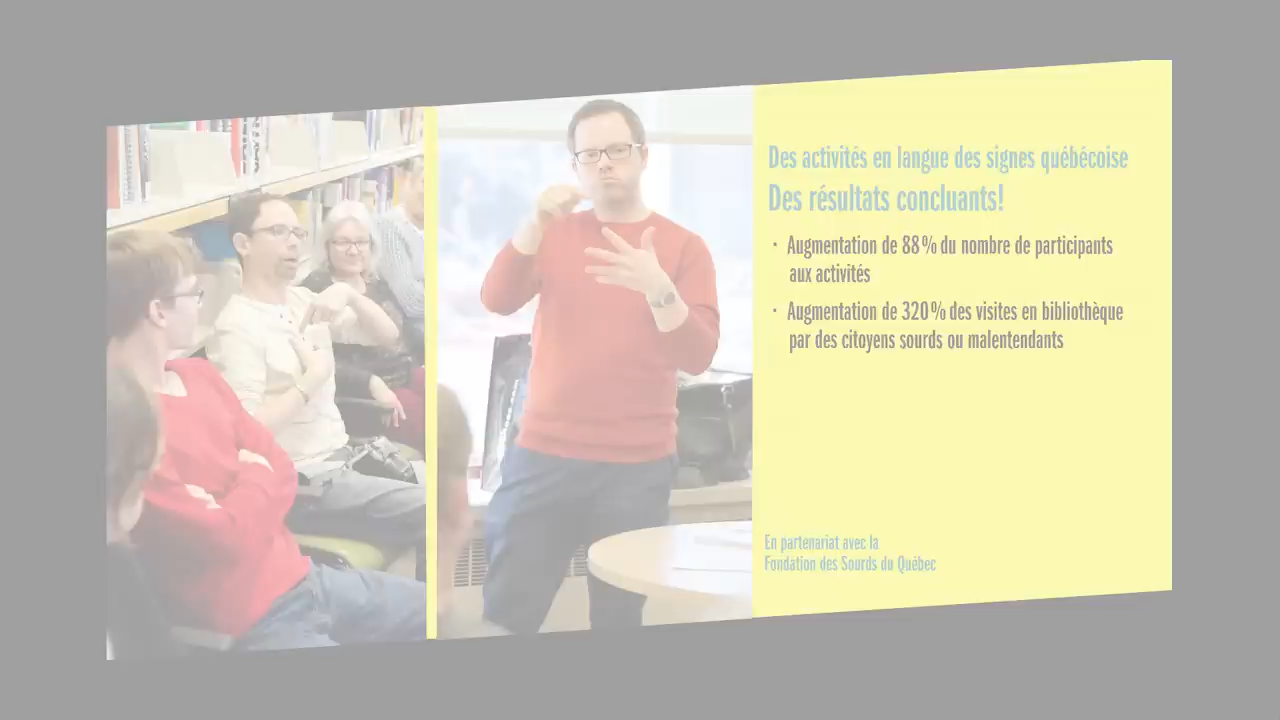 Des activités en langue des signes québécoise
Des résultats concluants!
· Augmentation de 88 % du nombre de participants
aux activités
· Augmentation de 320 % des visites en bibliothèque
par des citoyens sourds ou malentendants
En partenariat avec la
Fondation des Sourds du Québec